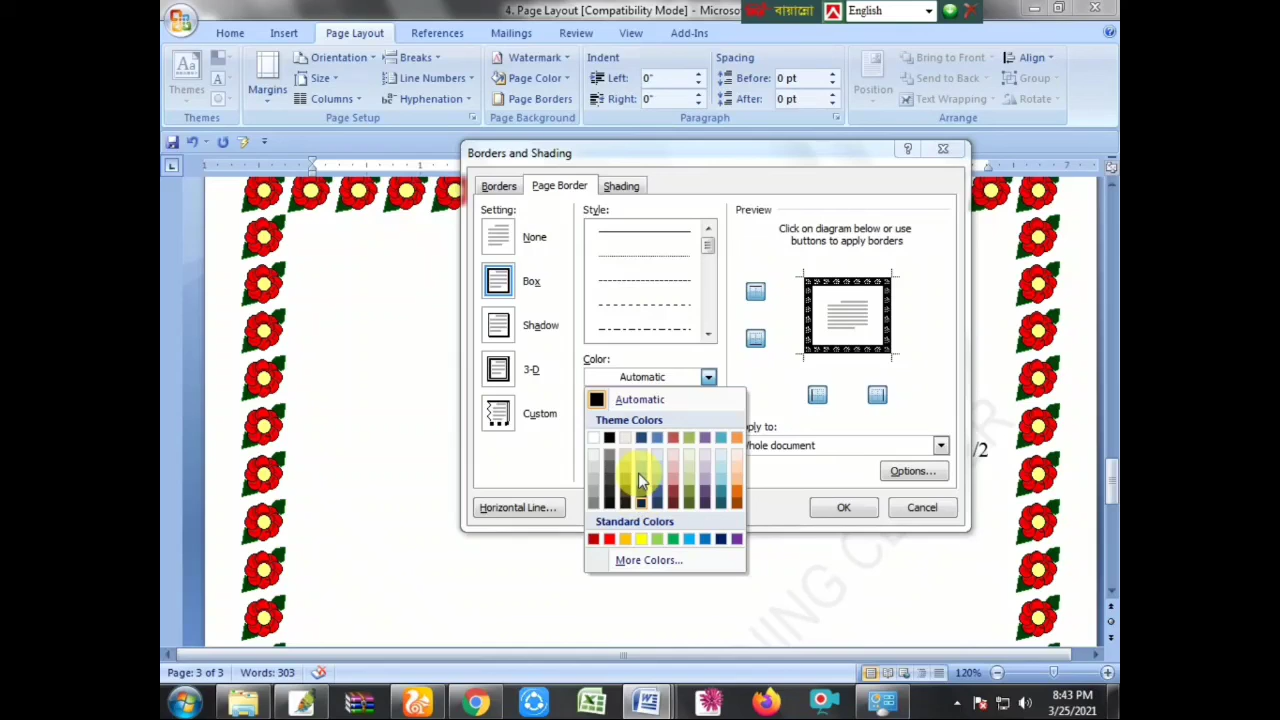 4. Page Layout [Compatibility Mode] - Microso
বায়ান্নো
English
Home Insert Page Layout References Mailings Review View Add-Ins
Themes
Margins
Orientation
Size
Columns
Breaks
Line Numbers
Hyphenation
Watermark
Page Color
Page Borders
Indent
Left: 0"
Right: 0"
Spacing
Before: 0 pt
After: 0 pt
Position
Bring to Front
Send to Back
Text Wrapping
Align
Group
Rotate
Themes Page Setup Page Background Paragraph Arrange
Borders and Shading
Borders Page Border Shading
Setting:
None
Box
Shadow
3-D
Custom
Style:
Color:
Automatic
Automatic
Theme Colors
Standard Colors
More Colors...
Preview
Click on diagram below or use
buttons to apply borders
pply to:
hole document
Options...
Horizontal Line...
OK Cancel
/2
Page: 3 of 3 Words: 303 120%
8:43 PM
3/25/2021